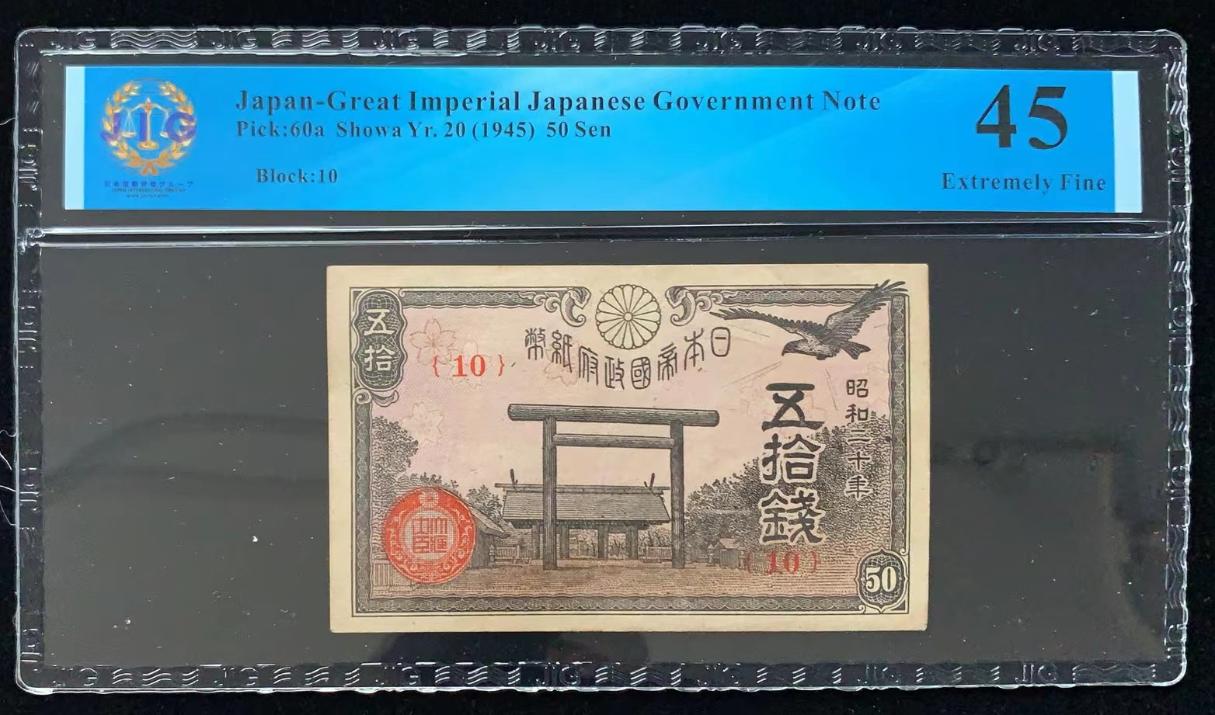 JIG
Japan-Great Imperial Japanese Government Note
Pick:60a Showa Yr. 20 (1945) 50 Sen
Block:10
45
Extremely Fine
五拾
{10}
日本帝國政府紙幣
昭和二十年
五拾錢
{10}
50